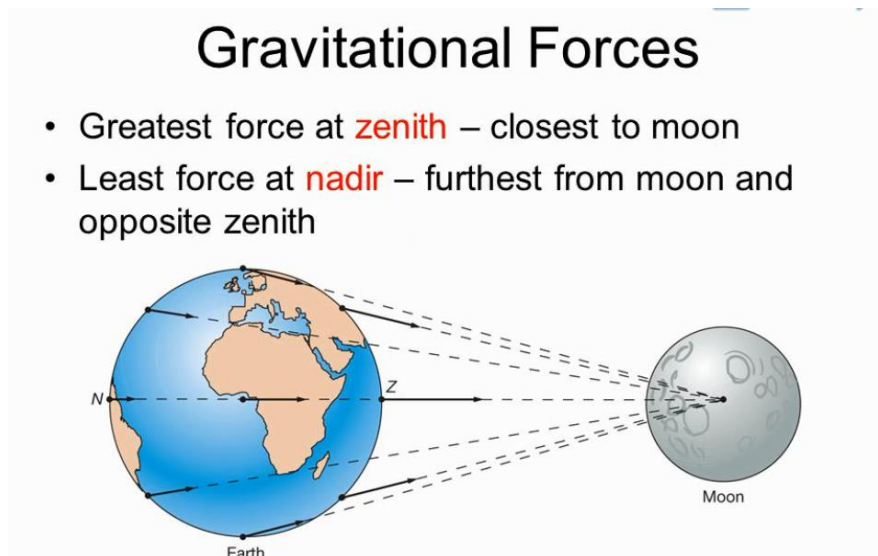 Gravitational Forces
• Greatest force at zenith – closest to moon
• Least force at nadir – furthest from moon and
opposite zenith
N
Z
Moon
Earth